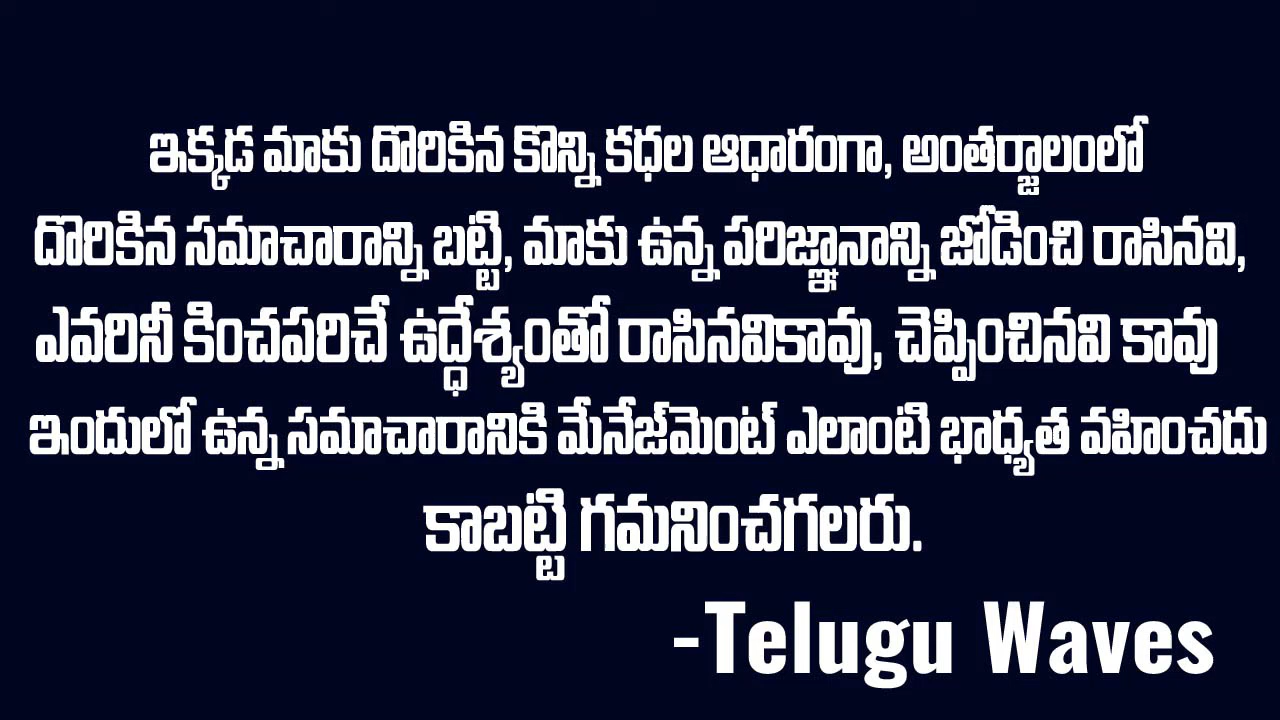 ఇక్కడ మాకు దొరికిన కొన్ని కధల ఆధారంగా, అంతర్జాలంలో
దొరికిన సమాచారాన్ని బట్టి, మాకు ఉన్న పరిజ్ఞానాన్ని జోడించి రాసినవి,
ఎవరినీ కించపరిచే ఉద్ధేశ్యంతో రాసినవికావు, చెప్పించినవి కావు
ఇందులో ఉన్న సమాచారానికి మేనేజ్‌మెంట్ ఎలాంటి భాధ్యత వహించదు
కాబట్టి గమనించగలరు.
-Telugu Waves